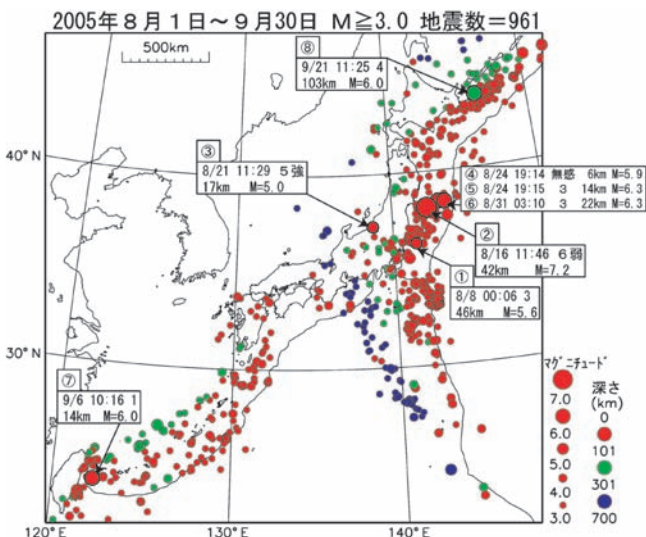 2005年8月1日～9月30日 M≧3.0 地震数＝961
500km
⑧
9/21 11:25 4
103km M=6.0
③
8/21 11:29 5強
17km M=5.0
40°N
④ 8/24 19:14 無感 6km M=5.9
⑤ 8/24 19:15 3 14km M=6.3
⑥ 8/31 03:10 3 22km M=6.3
②
8/16 11:46 6弱
42km M=7.2
①
8/8 00:06 3
46km M=5.6
30°N
⑦
9/6 10:16 1
14km M=6.0
マグニチュード
7.0
6.0
5.0
4.0
3.0
深さ
(km)
0
101
301
700
120°E
130°E
140°E